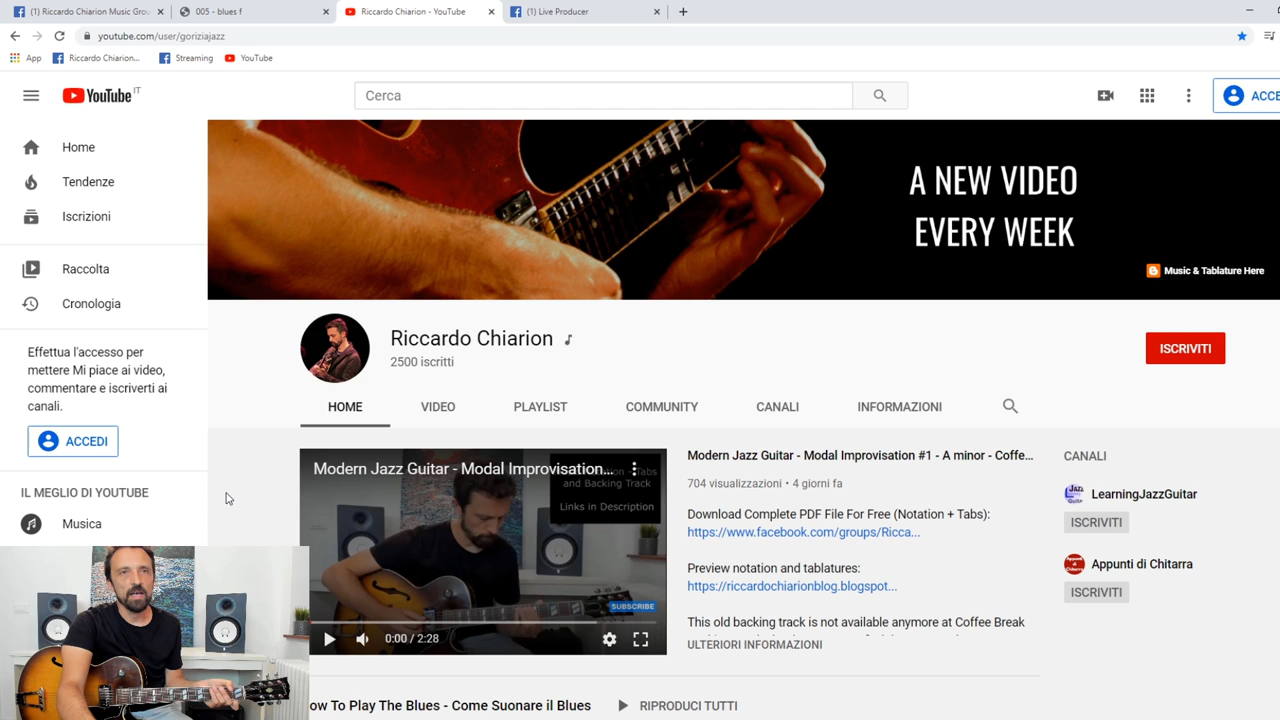 (1) Riccardo Chiarion Music Grou
005 - blues f
Riccardo Chiarion - YouTube
(1) Live Producer
youtube.com/user/goriziajazz
App
Riccardo Chiarion...
Streaming
YouTube
YouTube IT
Cerca
ACCE
Home
Tendenze
Iscrizioni
Raccolta
Cronologia
Effettua l'accesso per
mettere Mi piace ai video,
commentare e iscriverti ai
canali.
ACCEDI
IL MEGLIO DI YOUTUBE
Musica
A NEW VIDEO
EVERY WEEK
Music & Tablature Here
Riccardo Chiarion
2500 iscritti
ISCRIVITI
HOME
VIDEO
PLAYLIST
COMMUNITY
CANALI
INFORMAZIONI
Modern Jazz Guitar - Modal Improvisation...
tion - Tabs
and Backing Track
Links in Description
SUBSCRIBE
0:00 / 2:28
Modern Jazz Guitar - Modal Improvisation #1 - A minor - Coffe...
704 visualizzazioni • 4 giorni fa
Download Complete PDF File For Free (Notation + Tabs):
https://www.facebook.com/groups/Ricca...
Preview notation and tablatures:
https://riccardochiarionblog.blogspot...
This old backing track is not available anymore at Coffee Break
ULTERIORI INFORMAZIONI
CANALI
LearningJazzGuitar
ISCRIVITI
Appunti di Chitarra
ISCRIVITI
ow To Play The Blues - Come Suonare il Blues
RIPRODUCI TUTTI